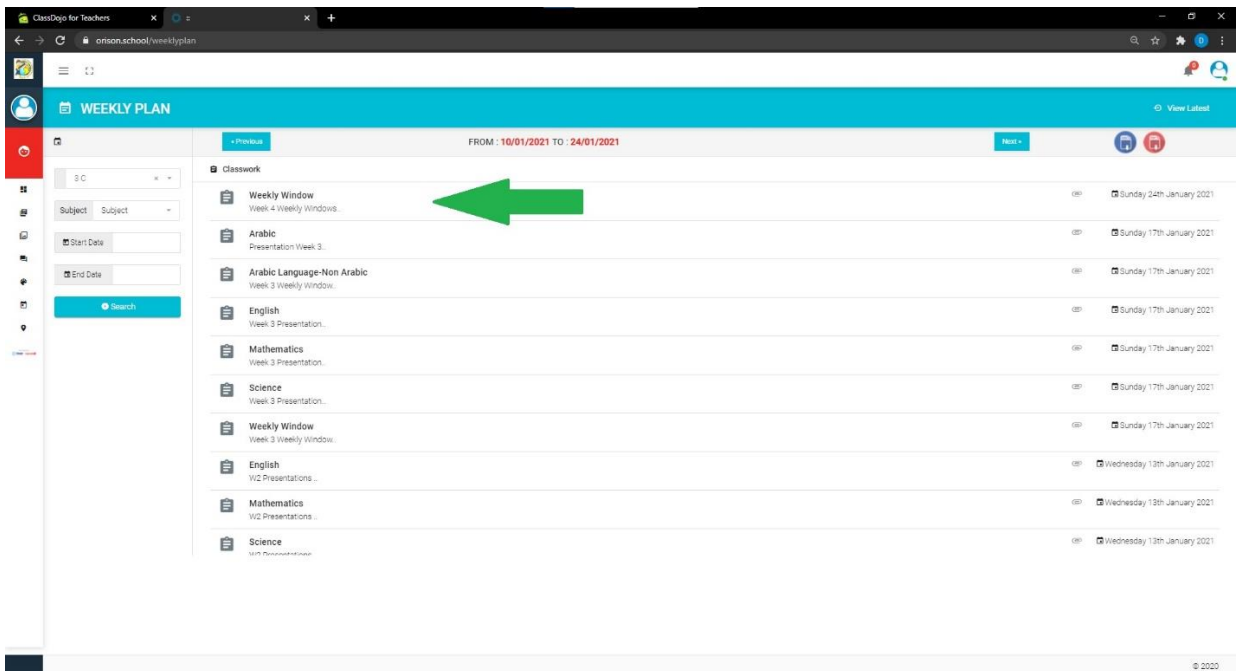 ClassDojo for Teachers
orison.school/weeklyplan
WEEKLY PLAN
View Latest
« Previous
FROM : 10/01/2021 TO : 24/01/2021
Next »
3 C
Subject Subject
Start Date
End Date
Search
Classwork
Weekly Window
Week 4 Weekly Windows..
Sunday 24th January 2021
Arabic
Presentation Week 3..
Sunday 17th January 2021
Arabic Language-Non Arabic
Week 3 Weekly Window..
Sunday 17th January 2021
English
Week 3 Presentation..
Sunday 17th January 2021
Mathematics
Week 3 Presentation..
Sunday 17th January 2021
Science
Week 3 Presentation..
Sunday 17th January 2021
Weekly Window
Week 3 Weekly Window..
Sunday 17th January 2021
English
W2 Presentations ..
Wednesday 13th January 2021
Mathematics
W2 Presentations ..
Wednesday 13th January 2021
Science
W2 Presentations
Wednesday 13th January 2021
© 2020